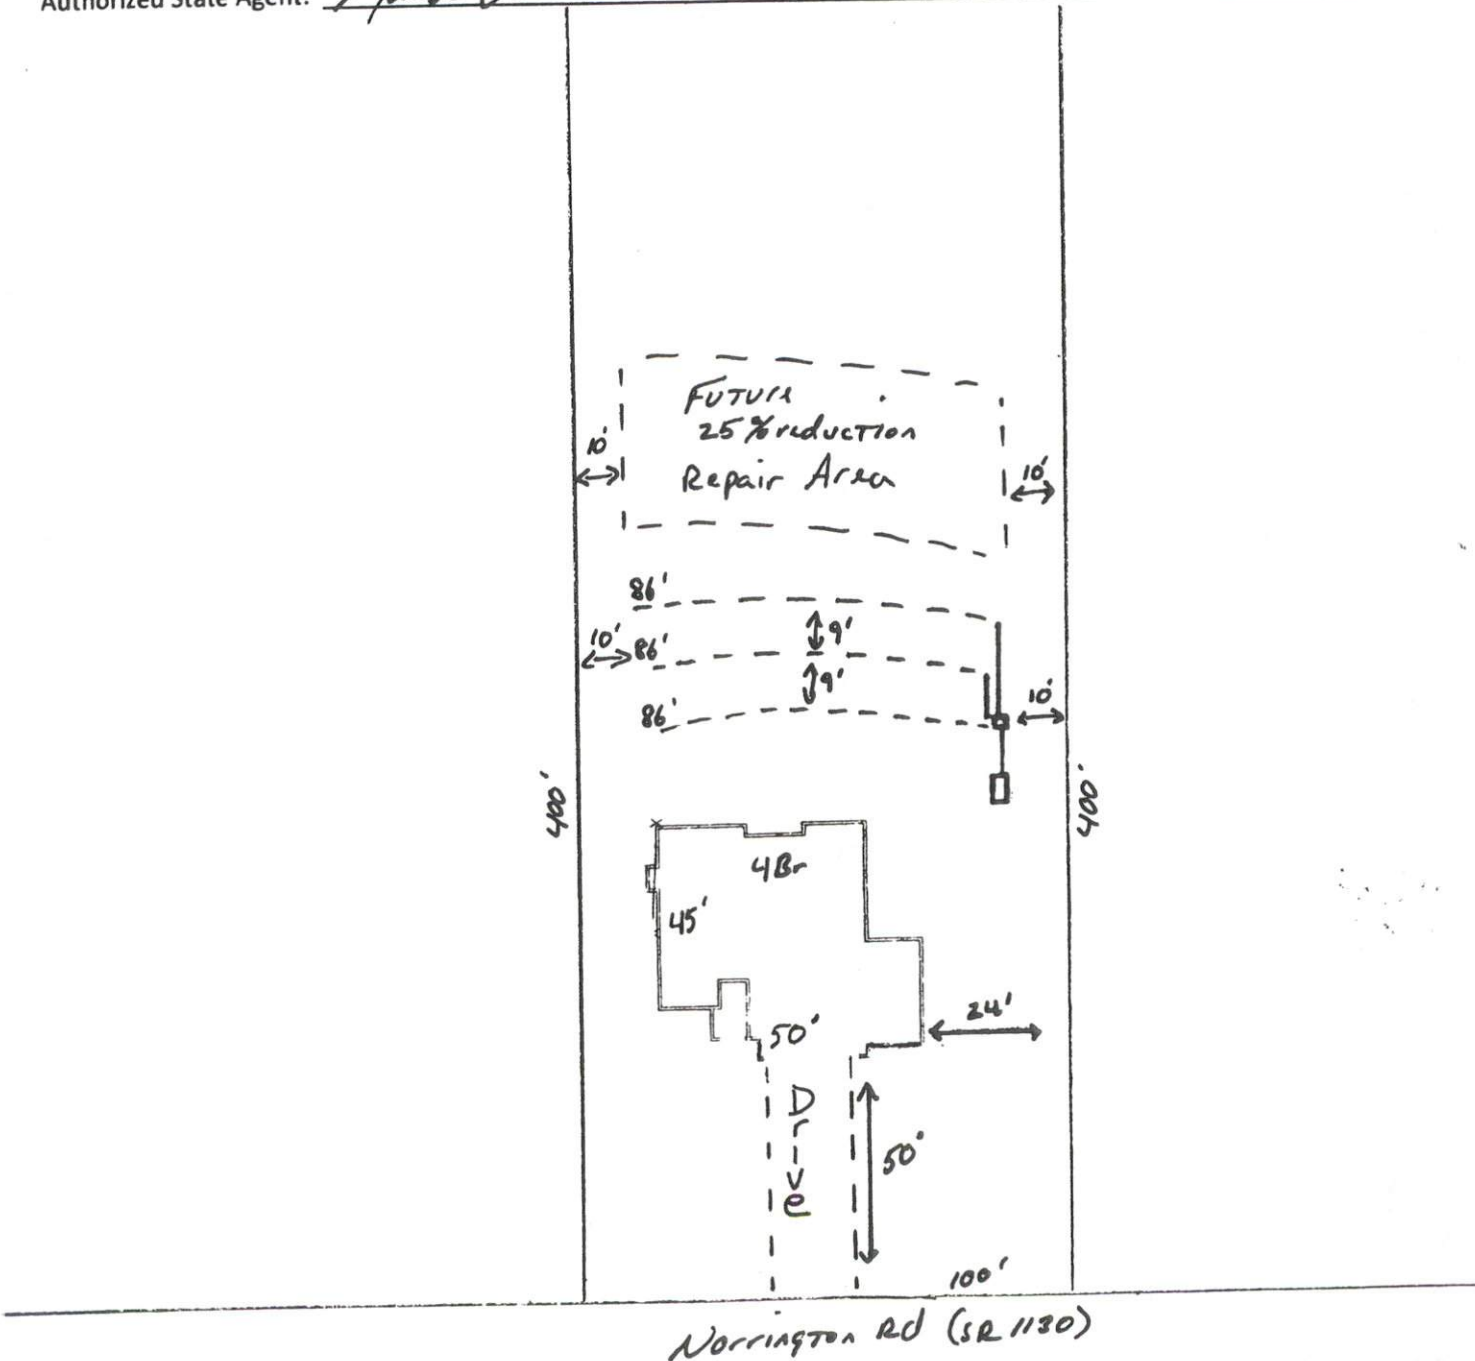 Authorized State Agent:
Future
25% reduction
Repair Area
10'
10'
86'
9'
10'
86'
9'
10'
86'
400'
400'
4Br
45'
24'
50'
Drive
50'
100'
Norrington Rd (SR 1130)